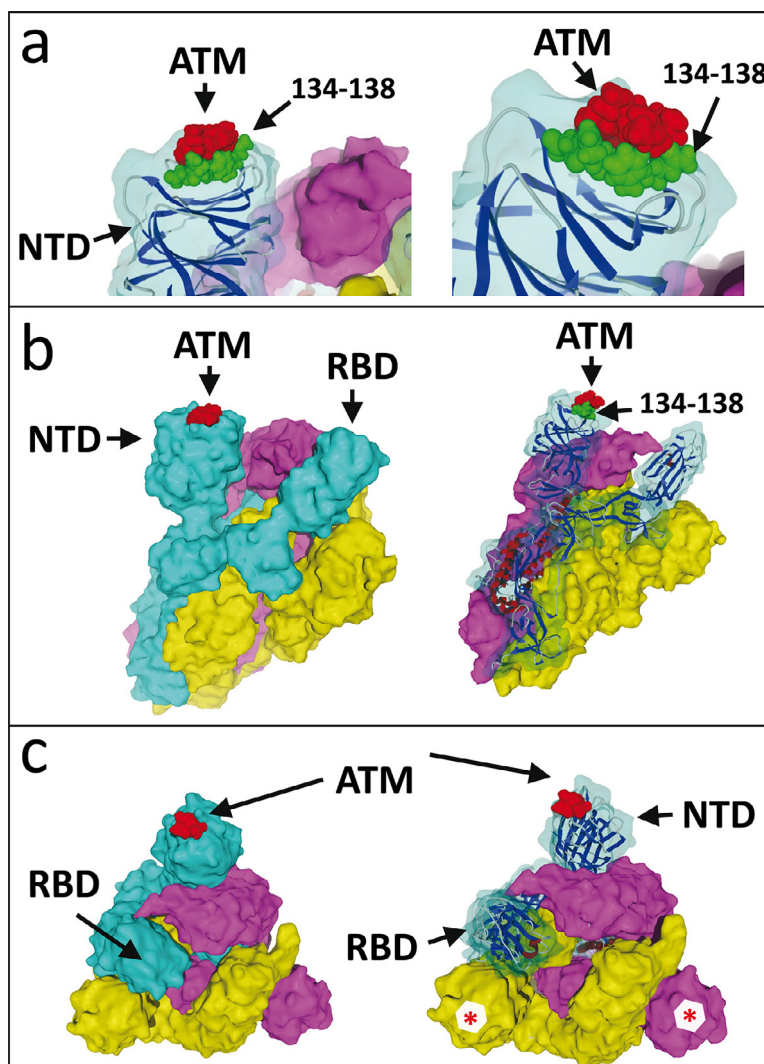 a
ATM
134-138
NTD
ATM
134-138
b
ATM
RBD
NTD
ATM
134-138
c
ATM
NTD
RBD
RBD
*
*